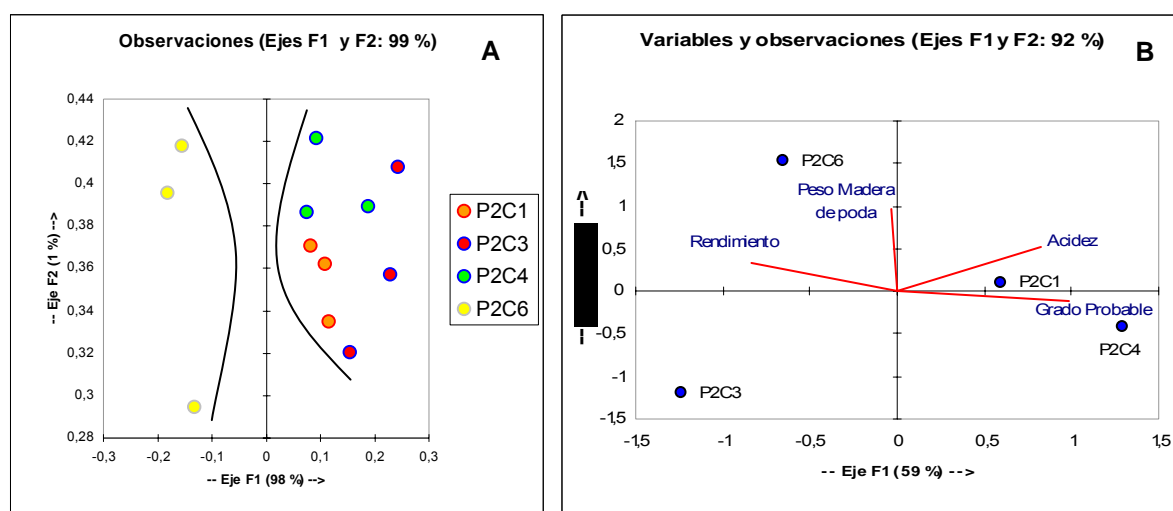 Observaciones (Ejes F1 y F2: 99 %)
A
0,44
0,42
0,4
0,38
0,36
0,34
0,32
0,3
0,28
-- Eje F2 (1 %) -->
-0,3
-0,2
-0,1
0
0,1
0,2
0,3
-- Eje F1 (98 %) -->
P2C1
P2C3
P2C4
P2C6
Variables y observaciones (Ejes F1 y F2: 92 %)
B
2
1,5
1
0,5
0
-0,5
-1
-1,5
-1,5
-1
-0,5
0
0,5
1
1,5
-- Eje F1 (59 %) -->
P2C6
Peso Madera
de poda
Rendimiento
Acidez
P2C1
Grado Probable
P2C4
P2C3